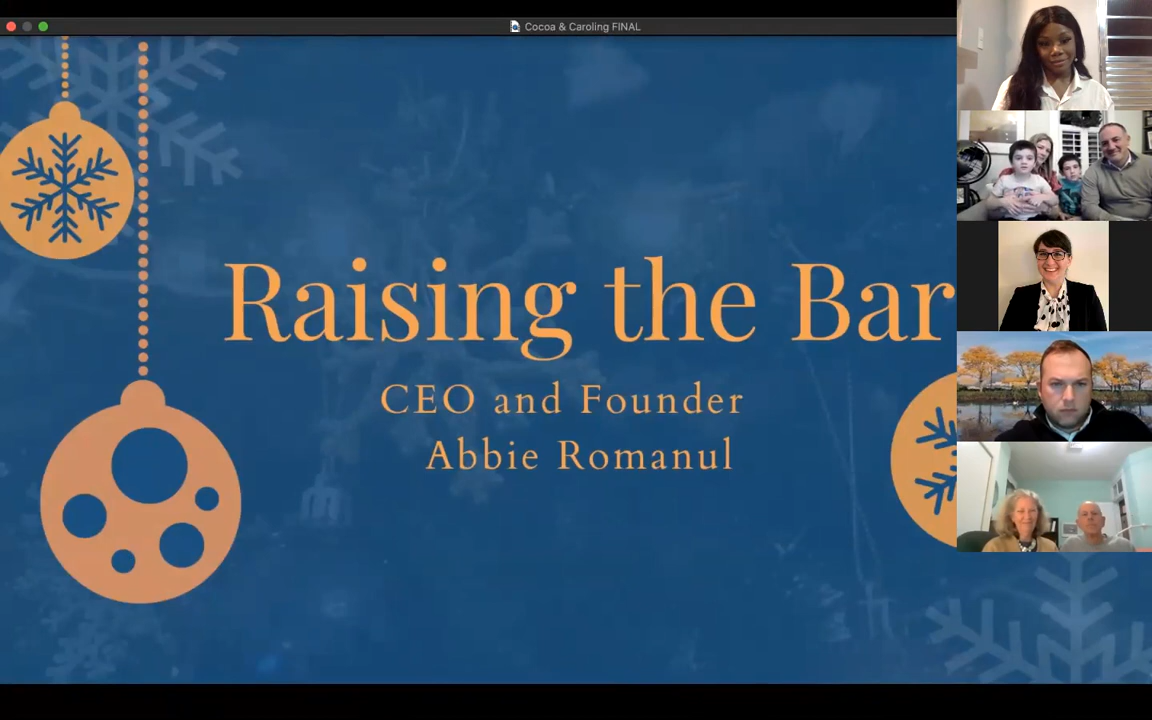 Cocoa & Caroling FINAL
Raising the Bar
CEO and Founder
Abbie Romanul